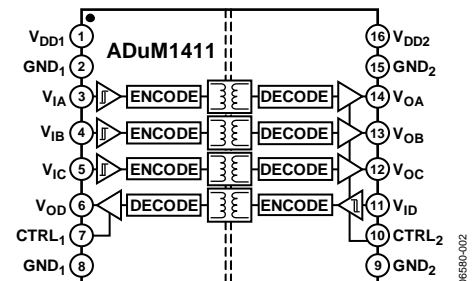 ADuM1411
VDD1 1
GND1 2
VIA 3 ENCODE DECODE 14 VOA
VIB 4 ENCODE DECODE 13 VOB
VIC 5 ENCODE DECODE 12 VOC
VOD 6 DECODE ENCODE 11 VID
CTRL1 7
GND1 8
16 VDD2
15 GND2
10 CTRL2
9 GND2
06580-002